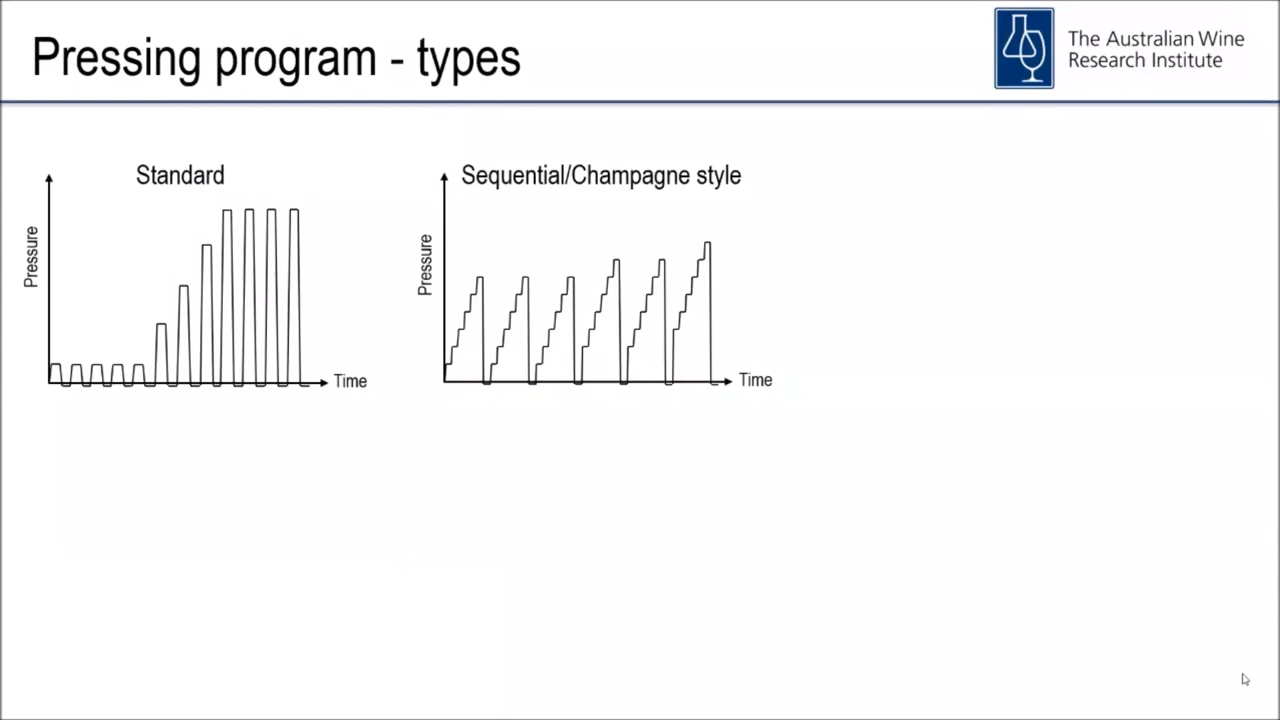 Pressing program - types
The Australian Wine
Research Institute
Standard
Pressure
Time
Sequential/Champagne style
Pressure
Time